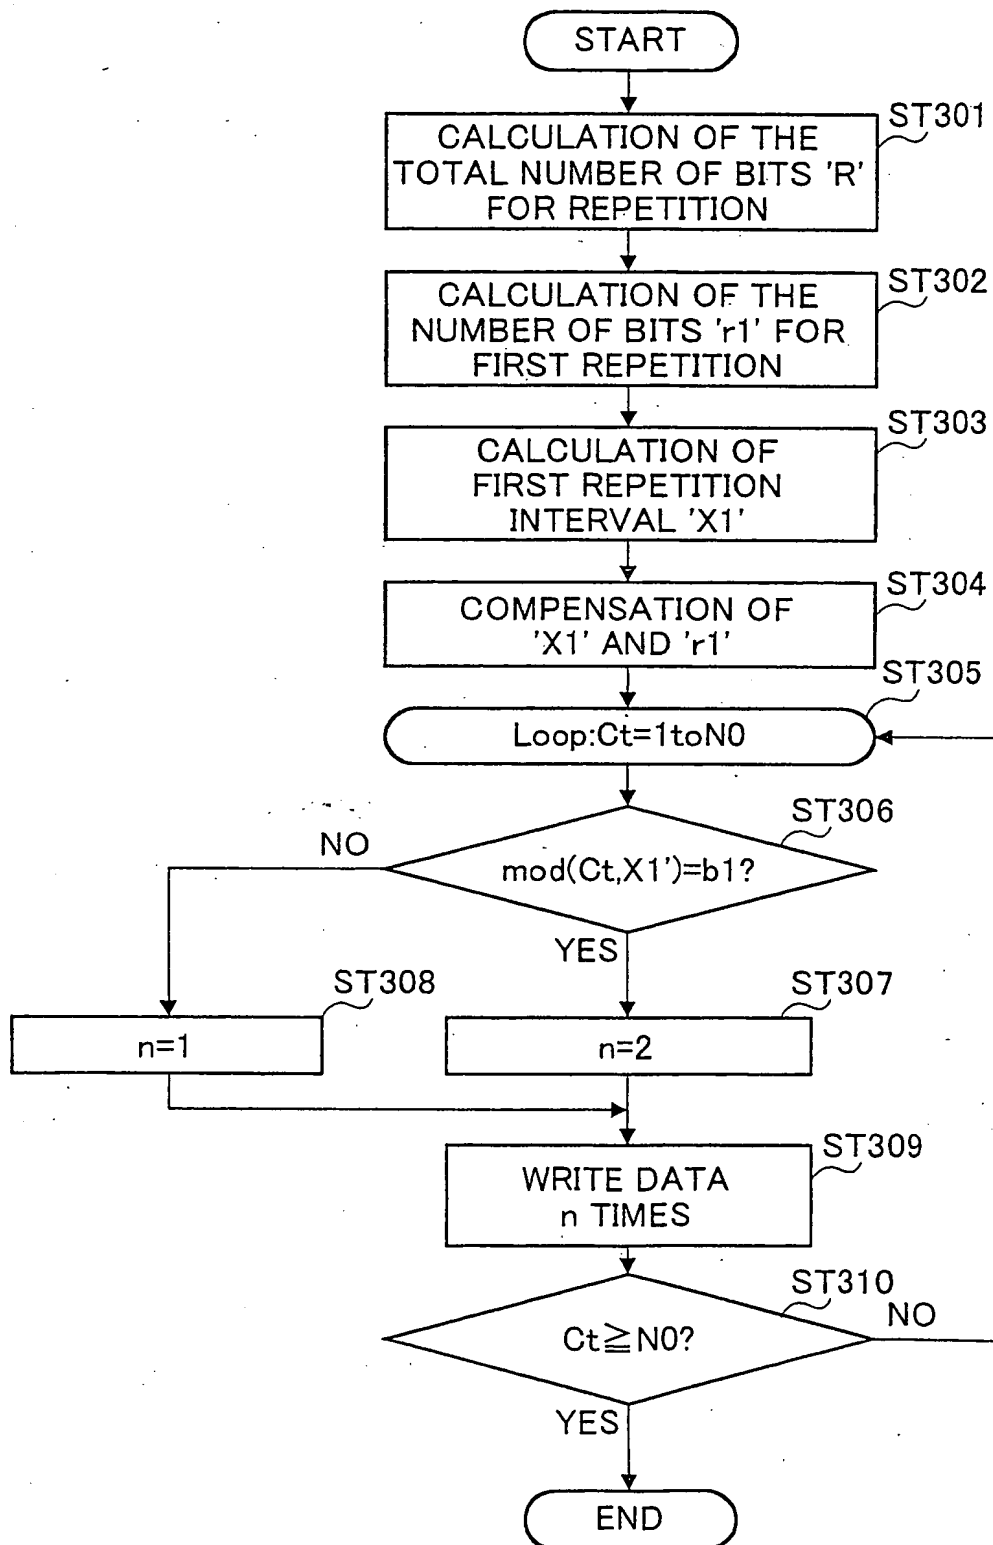 START
ST301
CALCULATION OF THE
TOTAL NUMBER OF BITS 'R'
FOR REPETITION
ST302
CALCULATION OF THE
NUMBER OF BITS 'r1' FOR
FIRST REPETITION
ST303
CALCULATION OF
FIRST REPETITION
INTERVAL 'X1'
ST304
COMPENSATION OF
'X1' AND 'r1'
ST305
Loop:Ct=1toN0
ST306
NO
mod(Ct,X1')=b1?
YES
ST308
ST307
n=1
n=2
ST309
WRITE DATA
n TIMES
ST310
NO
Ct≧N0?
YES
END